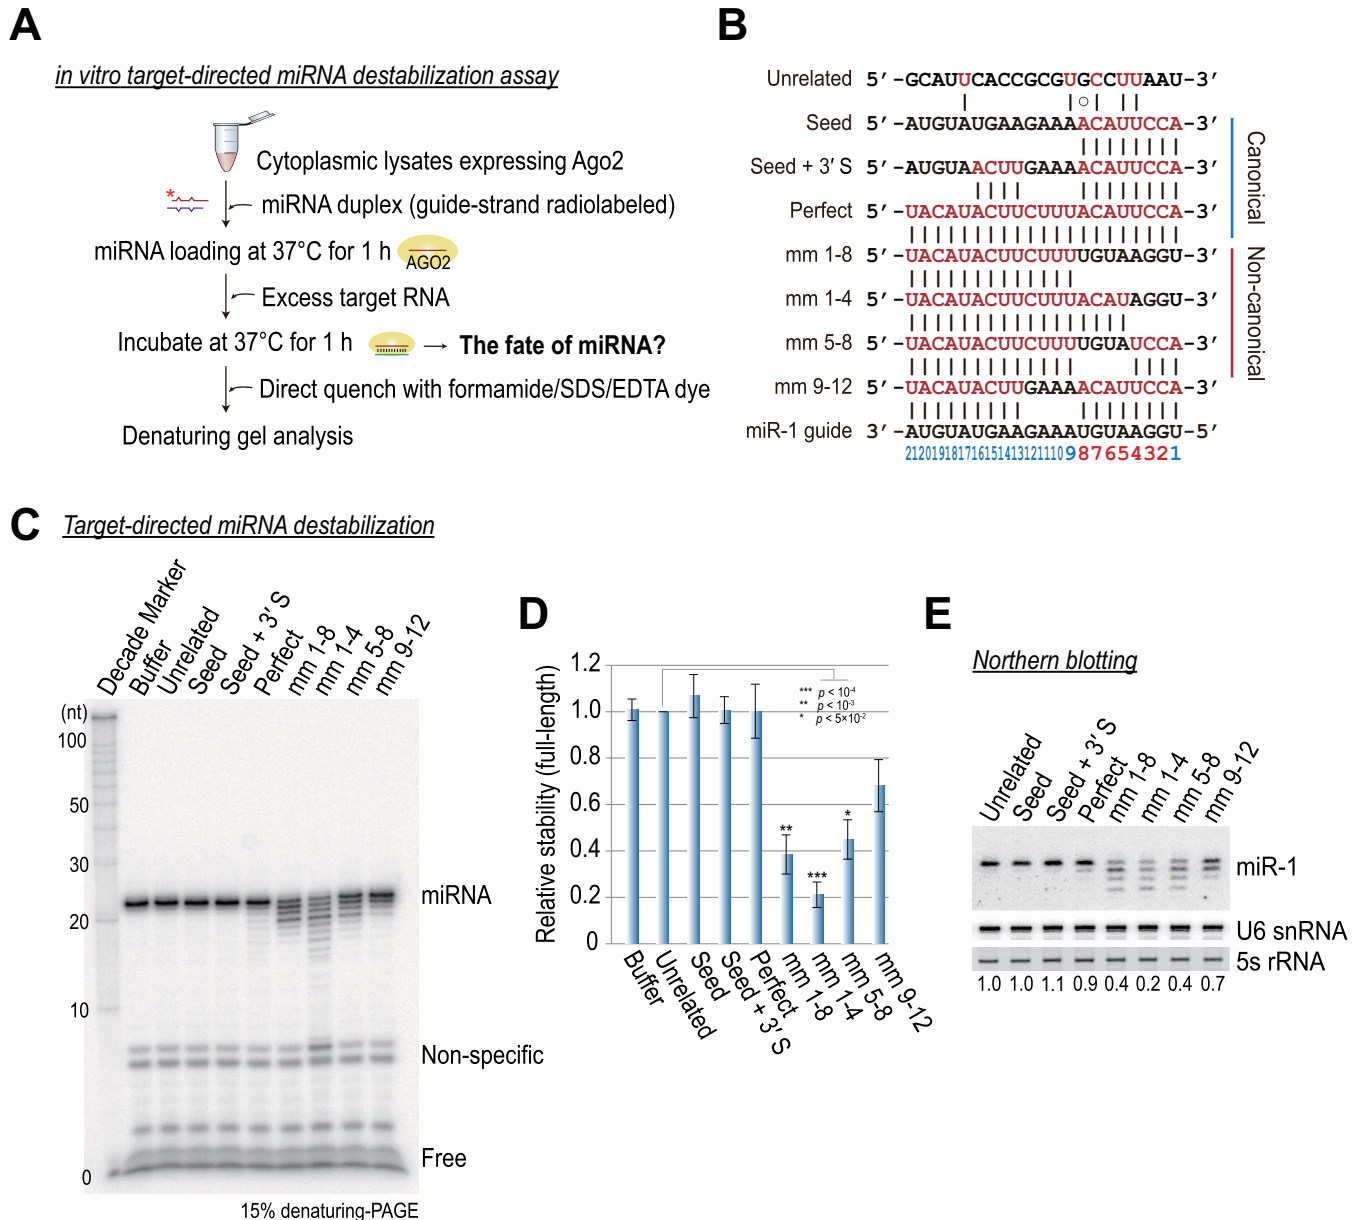 A
in vitro target-directed miRNA destabilization assay
Cytoplasmic lysates expressing Ago2
*
miRNA duplex (guide-strand radiolabeled)
miRNA loading at 37°C for 1 h
AGO2
Excess target RNA
Incubate at 37°C for 1 h
The fate of miRNA?
Direct quench with formamide/SDS/EDTA dye
Denaturing gel analysis
B
Unrelated 5′-GCAUUCACCGCGUGCCUUAAU-3′
Seed 5′-AUGUAUGAAGAAAACAUUCCA-3′
Seed + 3′ S 5′-AUGUAACUUGAAAACAUUCCA-3′
Perfect 5′-UACAUACUUCUUUACAUUCCA-3′
mm 1-8 5′-UACAUACUUCUUUUGUAAGGU-3′
mm 1-4 5′-UACAUACUUCUUUACAUAGGU-3′
mm 5-8 5′-UACAUACUUCUUUUGUAUCCA-3′
mm 9-12 5′-UACAUACUUGAAAACAUUCCA-3′
miR-1 guide 3′-AUGUAUGAAGAAAUGUAAGGU-5′
212019181716151413121110987654321
Canonical
Non-canonical
C
Target-directed miRNA destabilization
Decade Marker
Buffer
Unrelated
Seed
Seed + 3′ S
Perfect
mm 1-8
mm 1-4
mm 5-8
mm 9-12
(nt)
100
50
30
20
10
0
miRNA
Non-specific
Free
15% denaturing-PAGE
D
Relative stability (full-length)
1.2
1.0
0.8
0.6
0.4
0.2
0
*** p < 10-4
** p < 10-3
* p < 5×10-2
**
***
*
Buffer
Unrelated
Seed
Seed + 3′ S
Perfect
mm 1-8
mm 1-4
mm 5-8
mm 9-12
E
Northern blotting
Unrelated
Seed
Seed + 3′ S
Perfect
mm 1-8
mm 1-4
mm 5-8
mm 9-12
miR-1
U6 snRNA
5s rRNA
1.0 1.0 1.1 0.9 0.4 0.2 0.4 0.7